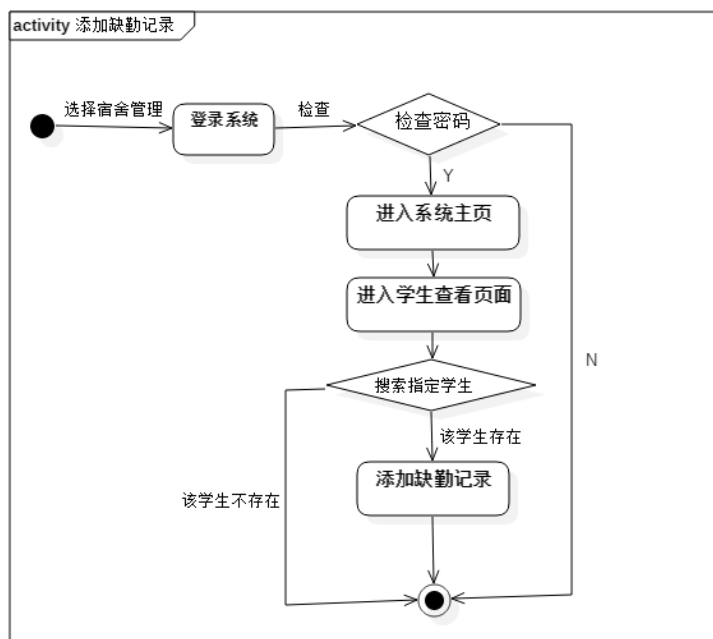 activity 添加缺勤记录
选择宿舍管理
登录系统
检查
检查密码
Y
进入系统主页
进入学生查看页面
N
搜索指定学生
该学生存在
添加缺勤记录
该学生不存在